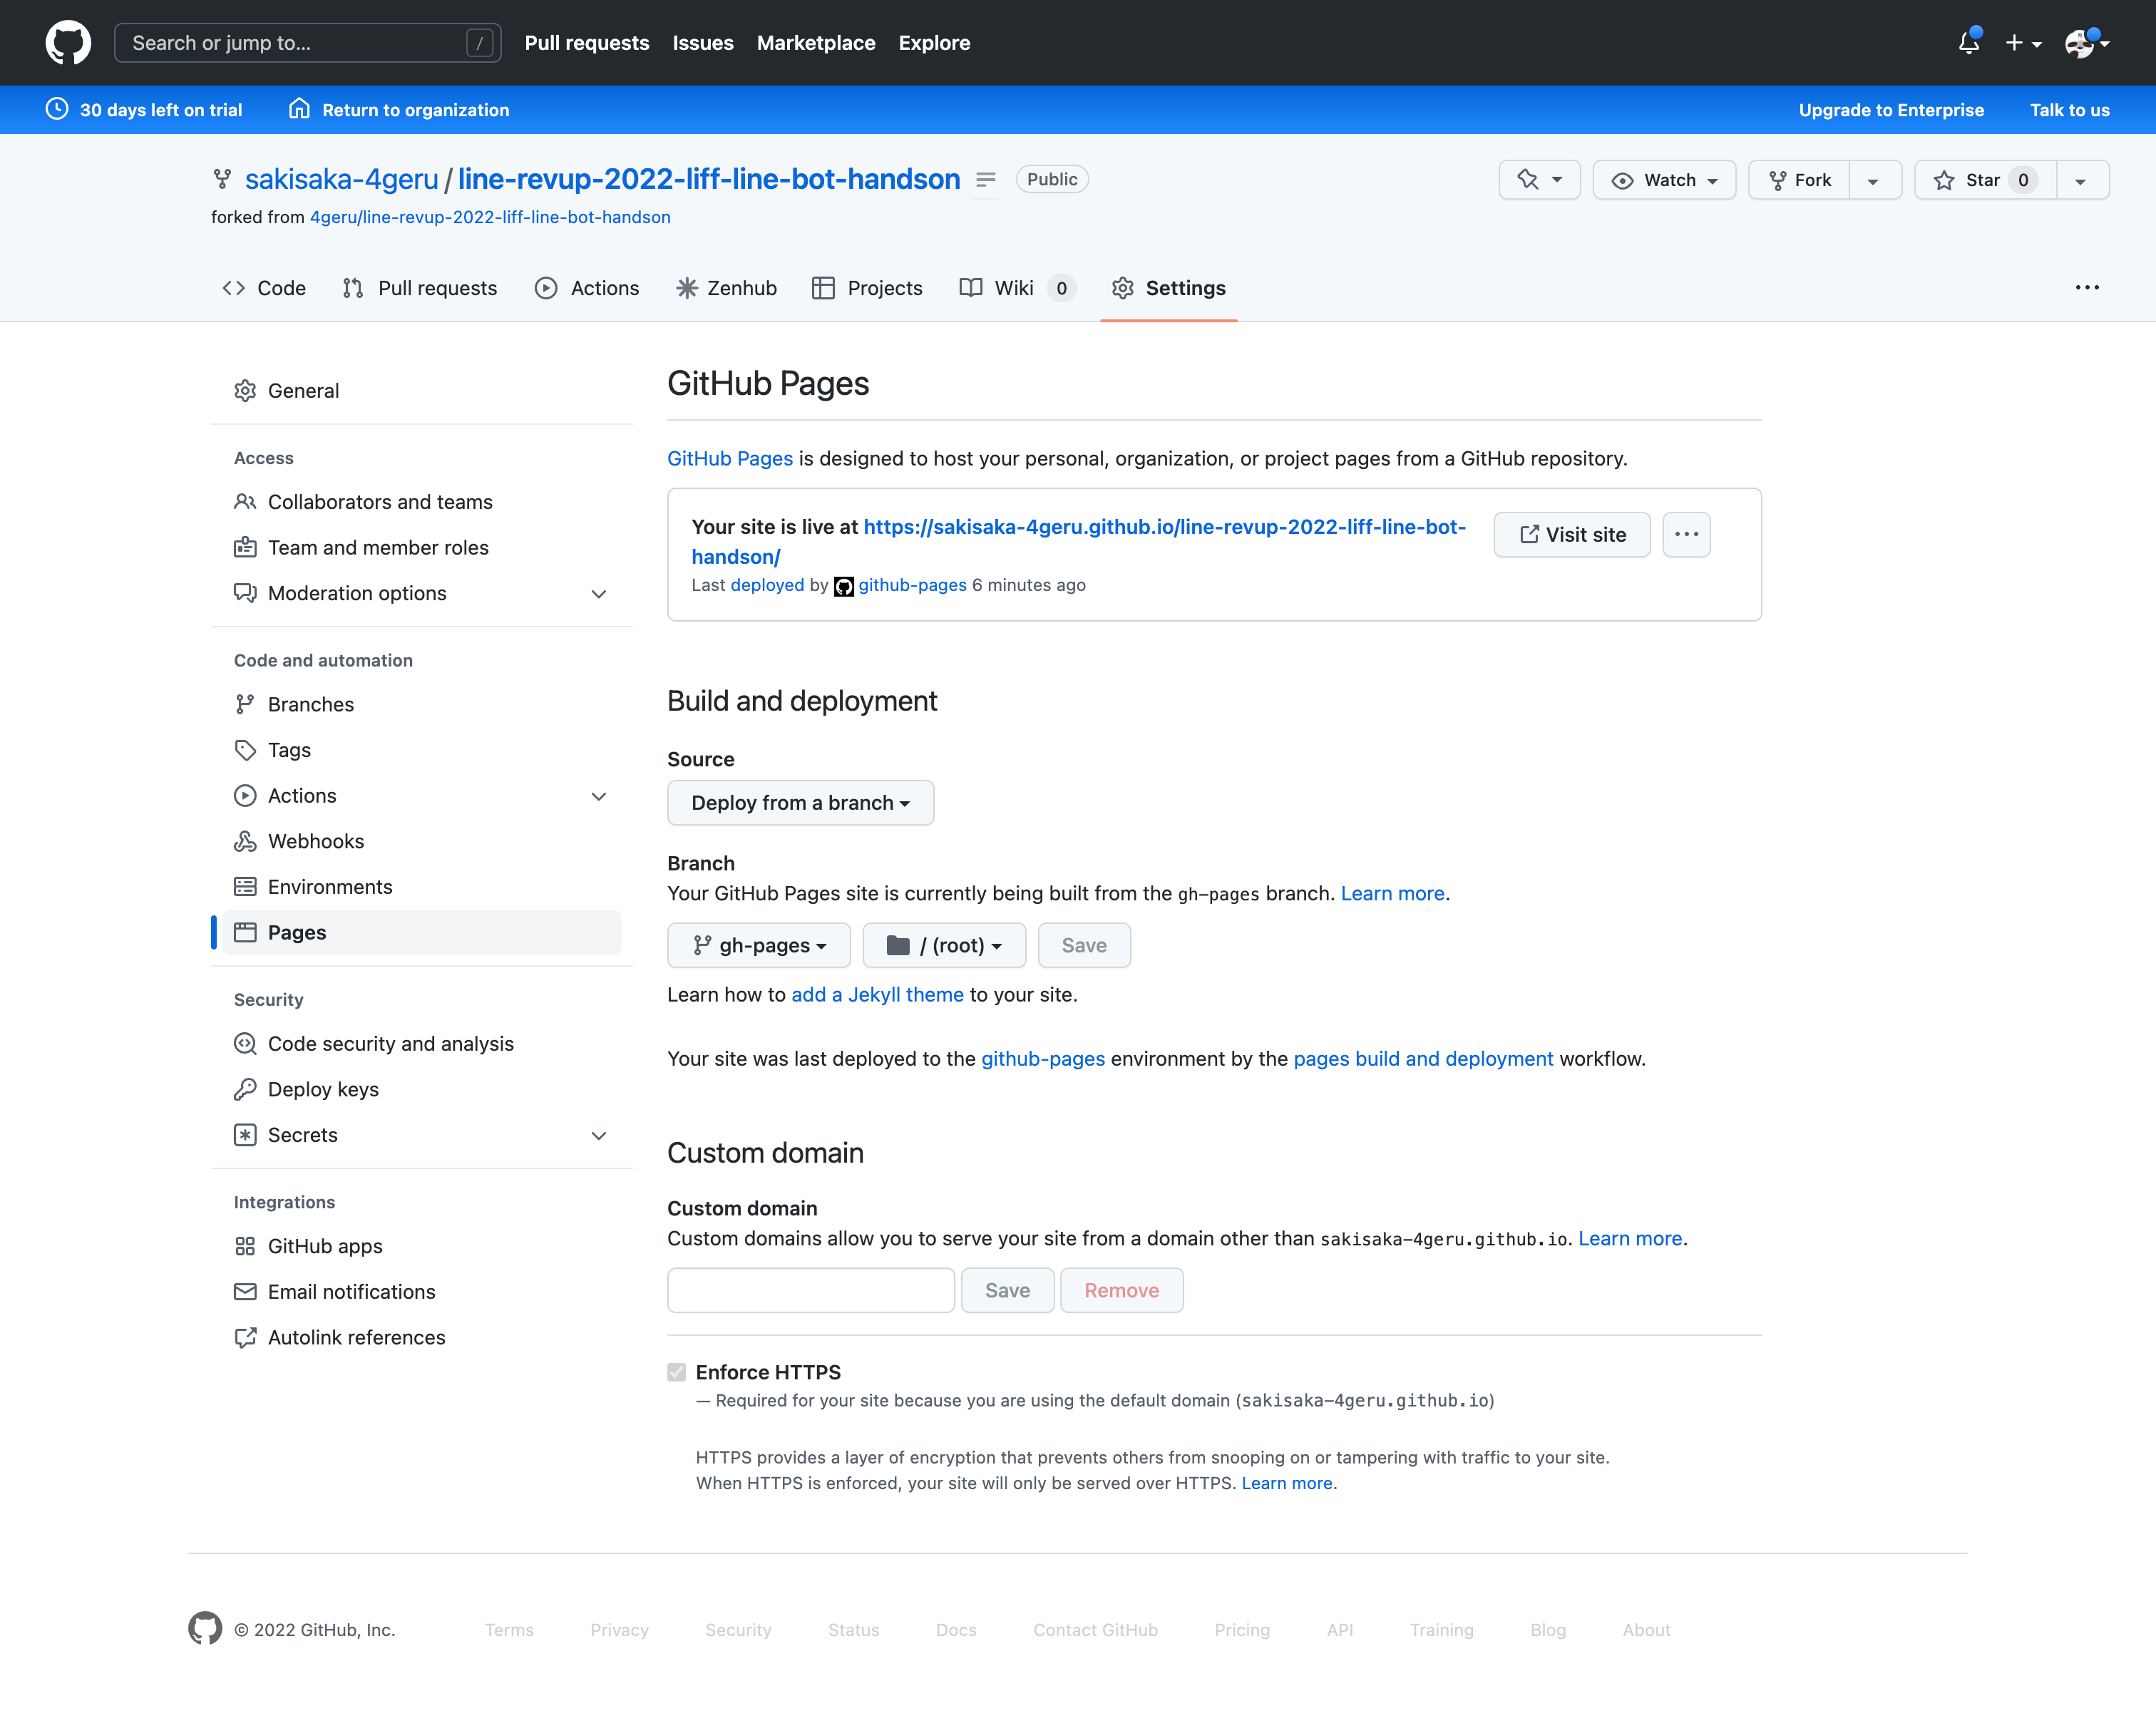 Search or jump to... /
Pull requests Issues Marketplace Explore
30 days left on trial Return to organization Upgrade to Enterprise Talk to us
sakisaka-4geru / line-revup-2022-liff-line-bot-handson Public
Watch Fork Star 0
forked from 4geru/line-revup-2022-liff-line-bot-handson
Code Pull requests Actions Zenhub Projects Wiki 0 Settings
General
Access
Collaborators and teams
Team and member roles
Moderation options
Code and automation
Branches
Tags
Actions
Webhooks
Environments
Pages
Security
Code security and analysis
Deploy keys
Secrets
Integrations
GitHub apps
Email notifications
Autolink references
GitHub Pages
GitHub Pages is designed to host your personal, organization, or project pages from a GitHub repository.
Your site is live at https://sakisaka-4geru.github.io/line-revup-2022-liff-line-bot-
handson/
Last deployed by github-pages 6 minutes ago
Visit site
Build and deployment
Source
Deploy from a branch
Branch
Your GitHub Pages site is currently being built from the gh-pages branch. Learn more.
gh-pages / (root) Save
Learn how to add a Jekyll theme to your site.
Your site was last deployed to the github-pages environment by the pages build and deployment workflow.
Custom domain
Custom domain
Custom domains allow you to serve your site from a domain other than sakisaka-4geru.github.io. Learn more.
Save Remove
Enforce HTTPS
— Required for your site because you are using the default domain (sakisaka-4geru.github.io)
HTTPS provides a layer of encryption that prevents others from snooping on or tampering with traffic to your site.
When HTTPS is enforced, your site will only be served over HTTPS. Learn more.
© 2022 GitHub, Inc. Terms Privacy Security Status Docs Contact GitHub Pricing API Training Blog About